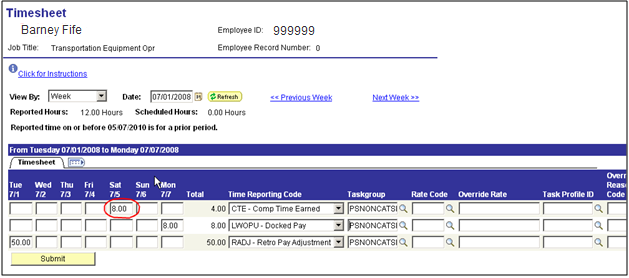 Timesheet
Barney Fife Employee ID: 999999
Job Title: Transportation Equipment Opr Employee Record Number: 0
Click for Instructions
View By: Week Date: 07/01/2008 Refresh << Previous Week Next Week >>
Reported Hours: 12.00 Hours Scheduled Hours: 0.00 Hours
Reported time on or before 05/07/2010 is for a prior period.
From Tuesday 07/01/2008 to Monday 07/07/2008
Timesheet
Tue Wed Thu Fri Sat Sun Mon Overr
7/1 7/2 7/3 7/4 7/5 7/6 7/7 Total Time Reporting Code Taskgroup Rate Code Override Rate Task Profile ID Reaso
Code
8.00 4.00 CTE - Comp Time Earned PSNONCATSI
8.00 8.00 LWOPU - Docked Pay PSNONCATSI
50.00 50.00 RADJ - Retro Pay Adjustment PSNONCATSI
Submit